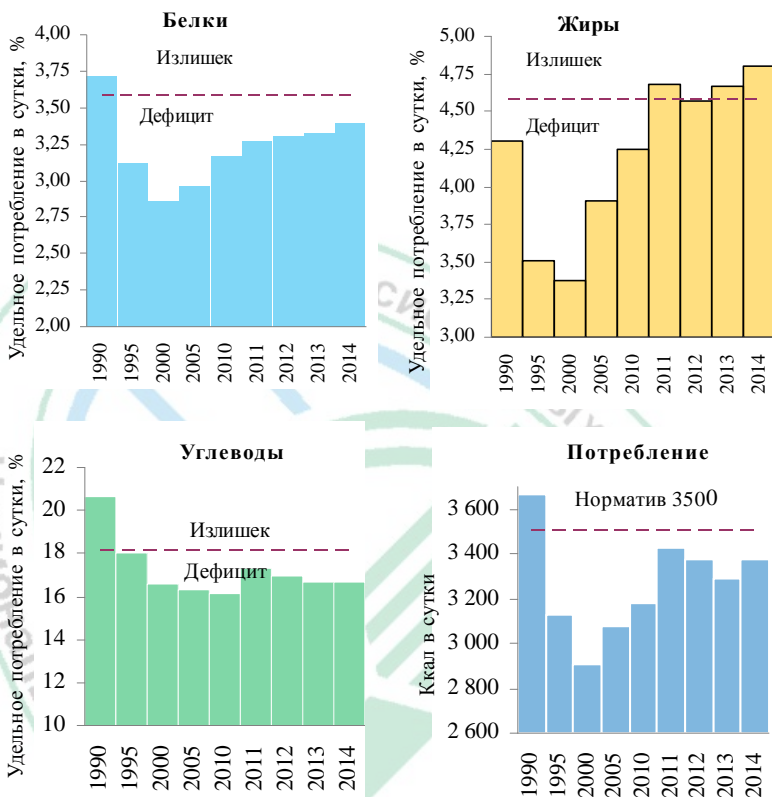 Белки
Удельное потребление в сутки, %
4,00
3,75
3,50
3,25
3,00
2,75
2,50
2,25
2,00
Излишек
Дефицит
1990 1995 2000 2005 2010 2011 2012 2013 2014
Жиры
Удельное потребление в сутки, %
5,00
4,75
4,50
4,25
4,00
3,75
3,50
3,25
3,00
Излишек
Дефицит
1990 1995 2000 2005 2010 2011 2012 2013 2014
Углеводы
Удельное потребление в сутки, %
22
20
18
16
14
12
10
Излишек
Дефицит
1990 1995 2000 2005 2010 2011 2012 2013 2014
Потребление
Ккал в сутки
3 600
3 400
3 200
3 000
2 800
2 600
Норматив 3500
1990 1995 2000 2005 2010 2011 2012 2013 2014